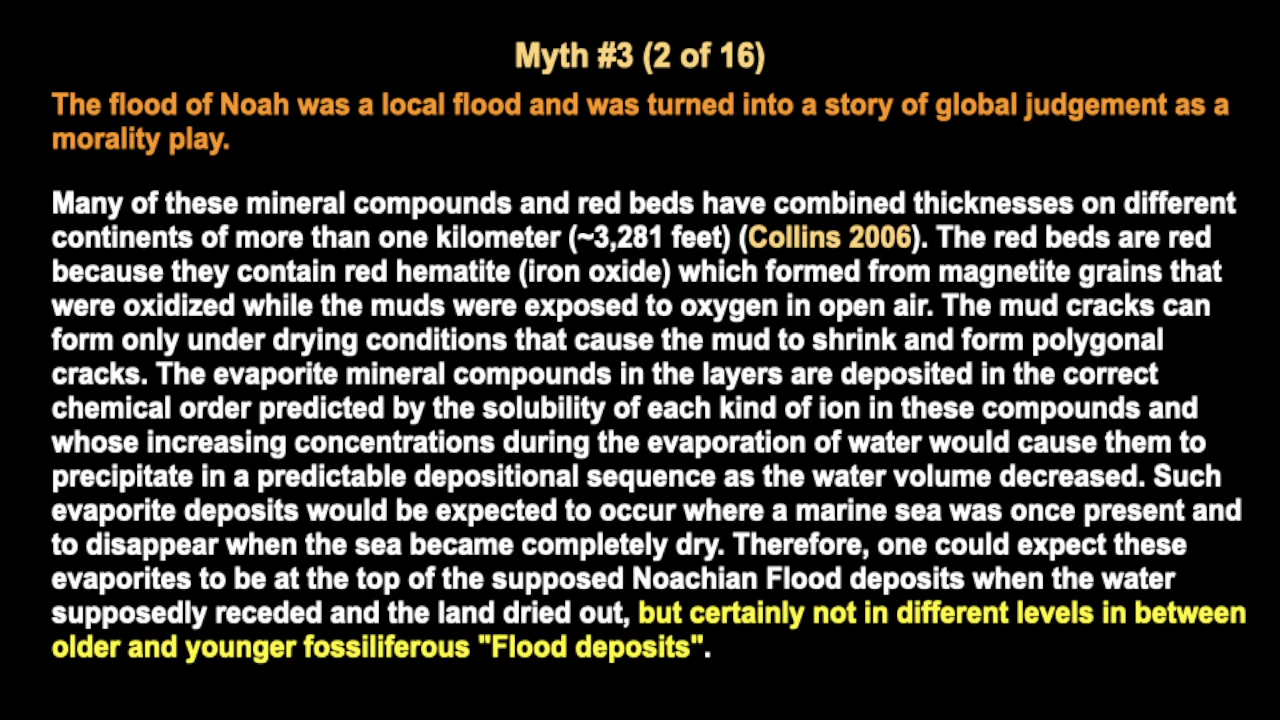 Myth #3 (2 of 16)
The flood of Noah was a local flood and was turned into a story of global judgement as a
morality play.
Many of these mineral compounds and red beds have combined thicknesses on different
continents of more than one kilometer (~3,281 feet) (Collins 2006). The red beds are red
because they contain red hematite (iron oxide) which formed from magnetite grains that
were oxidized while the muds were exposed to oxygen in open air. The mud cracks can
form only under drying conditions that cause the mud to shrink and form polygonal
cracks. The evaporite mineral compounds in the layers are deposited in the correct
chemical order predicted by the solubility of each kind of ion in these compounds and
whose increasing concentrations during the evaporation of water would cause them to
precipitate in a predictable depositional sequence as the water volume decreased. Such
evaporite deposits would be expected to occur where a marine sea was once present and
to disappear when the sea became completely dry. Therefore, one could expect these
evaporites to be at the top of the supposed Noachian Flood deposits when the water
supposedly receded and the land dried out, but certainly not in different levels in between
older and younger fossiliferous "Flood deposits".